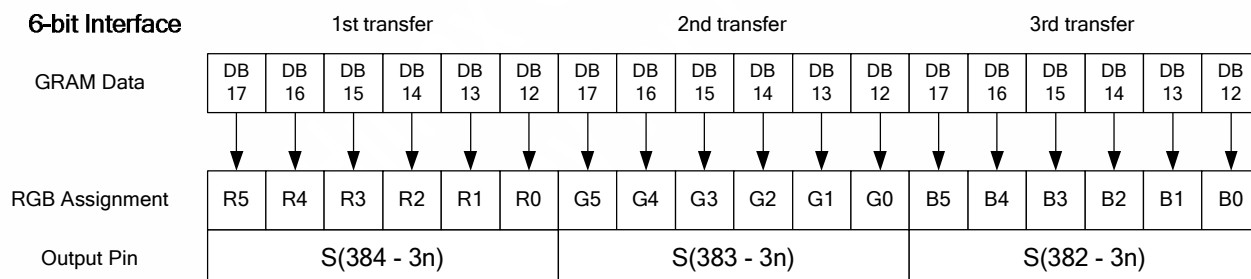 6-bit Interface 1st transfer 2nd transfer 3rd transfer
GRAM Data DB 17 DB 16 DB 15 DB 14 DB 13 DB 12 DB 17 DB 16 DB 15 DB 14 DB 13 DB 12 DB 17 DB 16 DB 15 DB 14 DB 13 DB 12
RGB Assignment R5 R4 R3 R2 R1 R0 G5 G4 G3 G2 G1 G0 B5 B4 B3 B2 B1 B0
Output Pin S(384 - 3n) S(383 - 3n) S(382 - 3n)